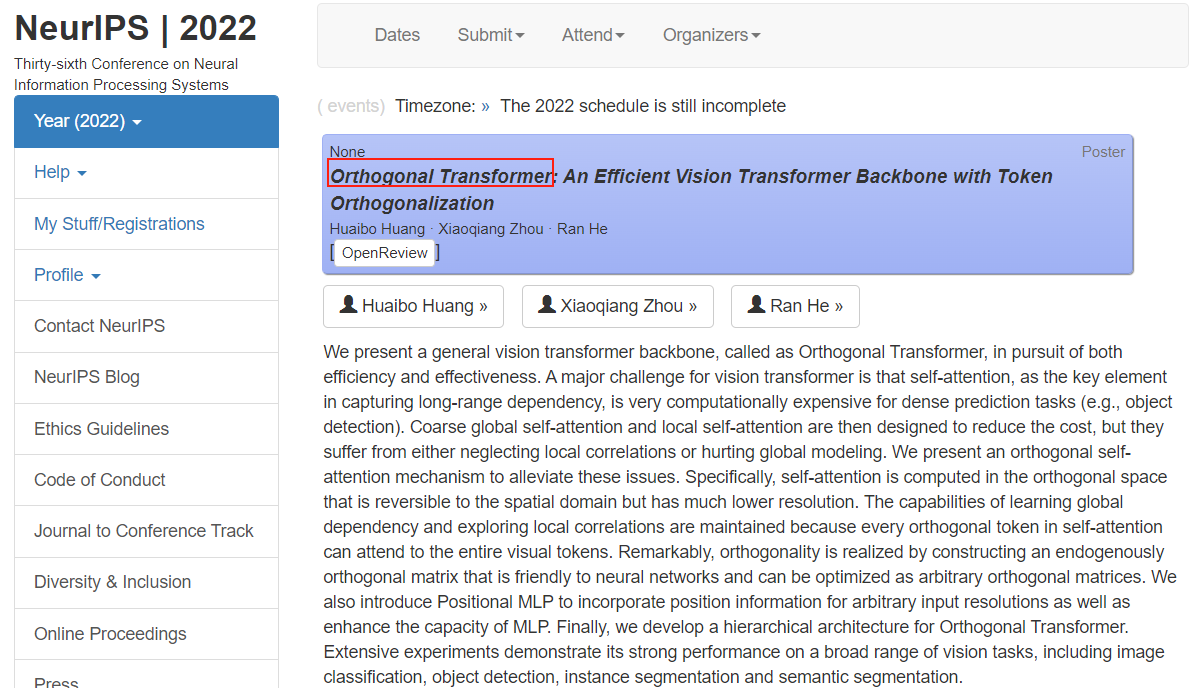 NeurIPS | 2022
Thirty-sixth Conference on Neural
Information Processing Systems
Year (2022)
Help
My Stuff/Registrations
Profile
Contact NeurIPS
NeurIPS Blog
Ethics Guidelines
Code of Conduct
Journal to Conference Track
Diversity & Inclusion
Online Proceedings
Press
Dates Submit Attend Organizers
( events) Timezone: » The 2022 schedule is still incomplete
None Poster
Orthogonal Transformer: An Efficient Vision Transformer Backbone with Token
Orthogonalization
Huaibo Huang · Xiaoqiang Zhou · Ran He
[ OpenReview ]
Huaibo Huang » Xiaoqiang Zhou » Ran He »
We present a general vision transformer backbone, called as Orthogonal Transformer, in pursuit of both
efficiency and effectiveness. A major challenge for vision transformer is that self-attention, as the key element
in capturing long-range dependency, is very computationally expensive for dense prediction tasks (e.g., object
detection). Coarse global self-attention and local self-attention are then designed to reduce the cost, but they
suffer from either neglecting local correlations or hurting global modeling. We present an orthogonal self-
attention mechanism to alleviate these issues. Specifically, self-attention is computed in the orthogonal space
that is reversible to the spatial domain but has much lower resolution. The capabilities of learning global
dependency and exploring local correlations are maintained because every orthogonal token in self-attention
can attend to the entire visual tokens. Remarkably, orthogonality is realized by constructing an endogenously
orthogonal matrix that is friendly to neural networks and can be optimized as arbitrary orthogonal matrices. We
also introduce Positional MLP to incorporate position information for arbitrary input resolutions as well as
enhance the capacity of MLP. Finally, we develop a hierarchical architecture for Orthogonal Transformer.
Extensive experiments demonstrate its strong performance on a broad range of vision tasks, including image
classification, object detection, instance segmentation and semantic segmentation.